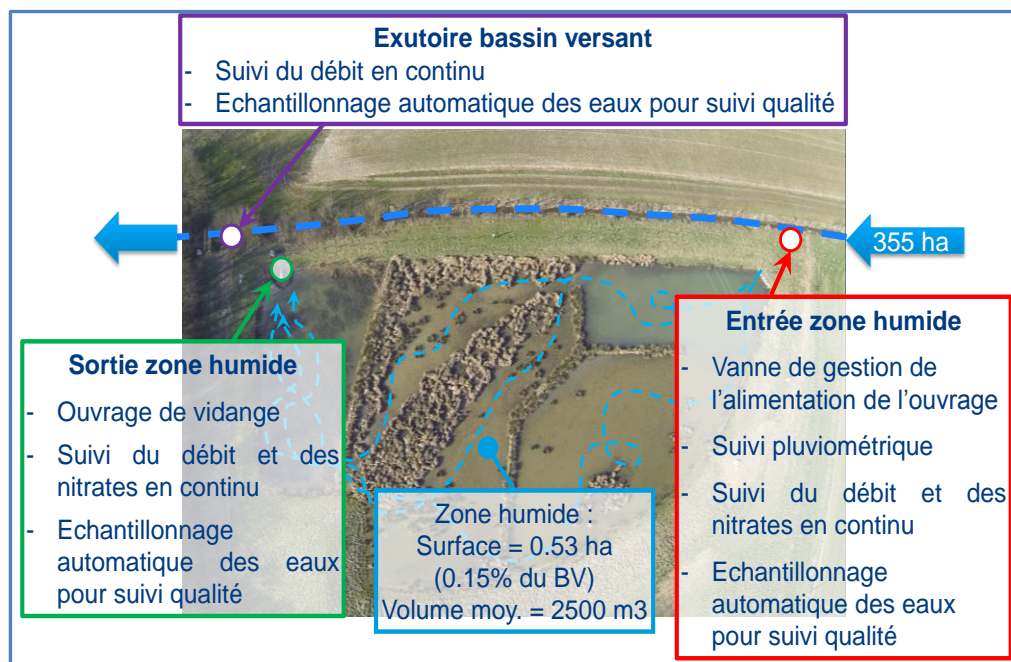 Exutoire bassin versant
- Suivi du débit en continu
- Echantillonnage automatique des eaux pour suivi qualité
355 ha
Entrée zone humide
- Vanne de gestion de
l'alimentation de l'ouvrage
- Suivi pluviométrique
- Suivi du débit et des
nitrates en continu
- Echantillonnage
automatique des eaux
pour suivi qualité
Sortie zone humide
- Ouvrage de vidange
- Suivi du débit et des
nitrates en continu
- Echantillonnage
automatique des eaux
pour suivi qualité
Zone humide :
Surface = 0.53 ha
(0.15% du BV)
Volume moy. = 2500 m3